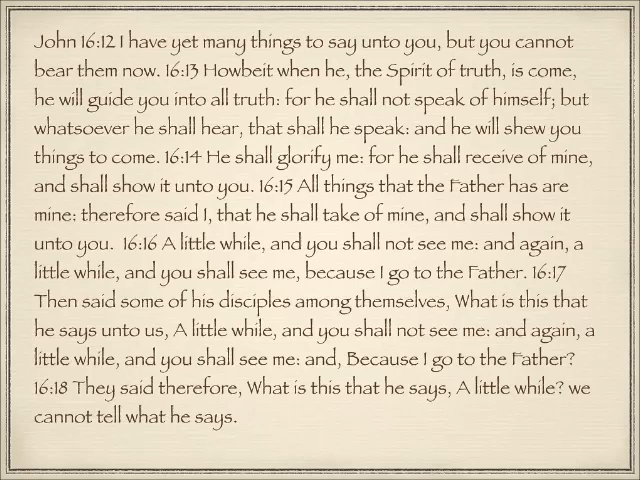 John 16:12 I have yet many things to say unto you, but you cannot
bear them now. 16:13 Howbeit when he, the Spirit of truth, is come,
he will guide you into all truth: for he shall not speak of himself; but
whatsoever he shall hear, that shall he speak: and he will shew you
things to come. 16:14 He shall glorify me: for he shall receive of mine,
and shall show it unto you. 16:15 All things that the Father has are
mine: therefore said I, that he shall take of mine, and shall show it
unto you. 16:16 A little while, and you shall not see me: and again, a
little while, and you shall see me, because I go to the Father. 16:17
Then said some of his disciples among themselves, What is this that
he says unto us, A little while, and you shall not see me: and again, a
little while, and you shall see me: and, Because I go to the Father?
16:18 They said therefore, What is this that he says, A little while? we
cannot tell what he says.